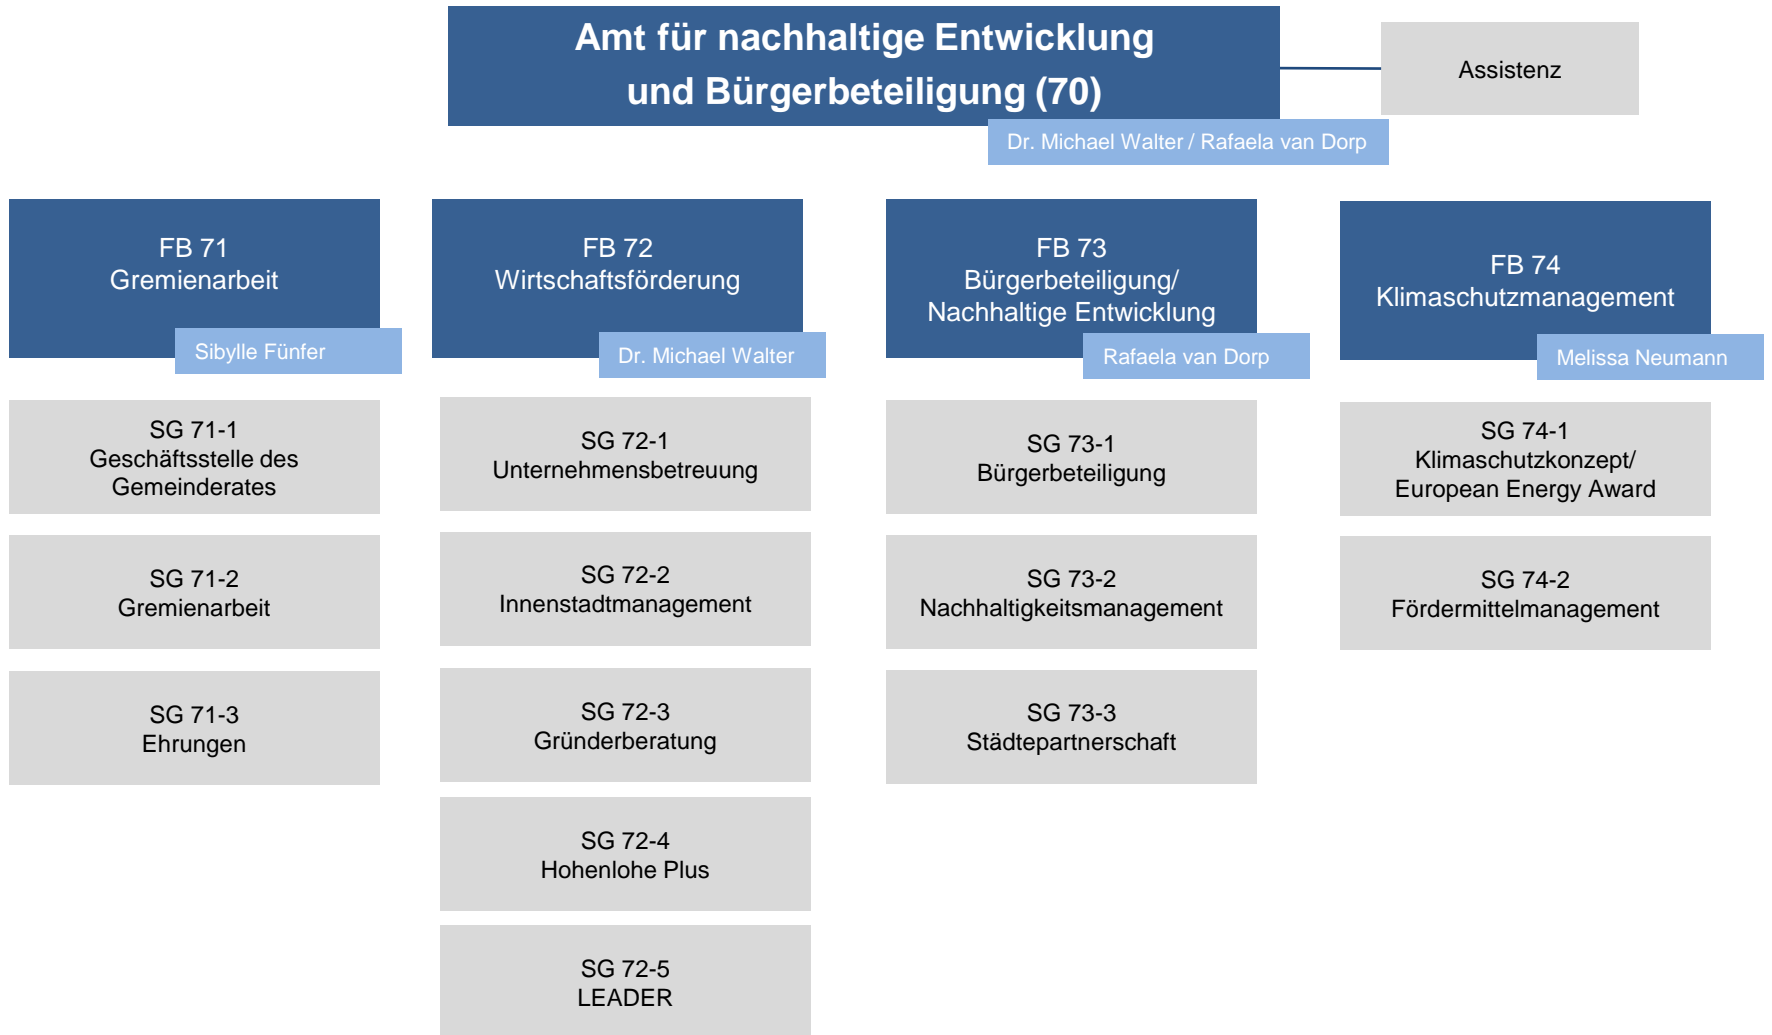 Amt für nachhaltige Entwicklung
und Bürgerbeteiligung (70)
Assistenz
Dr. Michael Walter / Rafaela van Dorp
FB 71
Gremienarbeit
Sibylle Fünfer
SG 71-1
Geschäftsstelle des
Gemeinderates
SG 71-2
Gremienarbeit
SG 71-3
Ehrungen
FB 72
Wirtschaftsförderung
Dr. Michael Walter
SG 72-1
Unternehmensbetreuung
SG 72-2
Innenstadtmanagement
SG 72-3
Gründerberatung
SG 72-4
Hohenlohe Plus
SG 72-5
LEADER
FB 73
Bürgerbeteiligung/
Nachhaltige Entwicklung
Rafaela van Dorp
SG 73-1
Bürgerbeteiligung
SG 73-2
Nachhaltigkeitsmanagement
SG 73-3
Städtepartnerschaft
FB 74
Klimaschutzmanagement
Melissa Neumann
SG 74-1
Klimaschutzkonzept/
European Energy Award
SG 74-2
Fördermittelmanagement